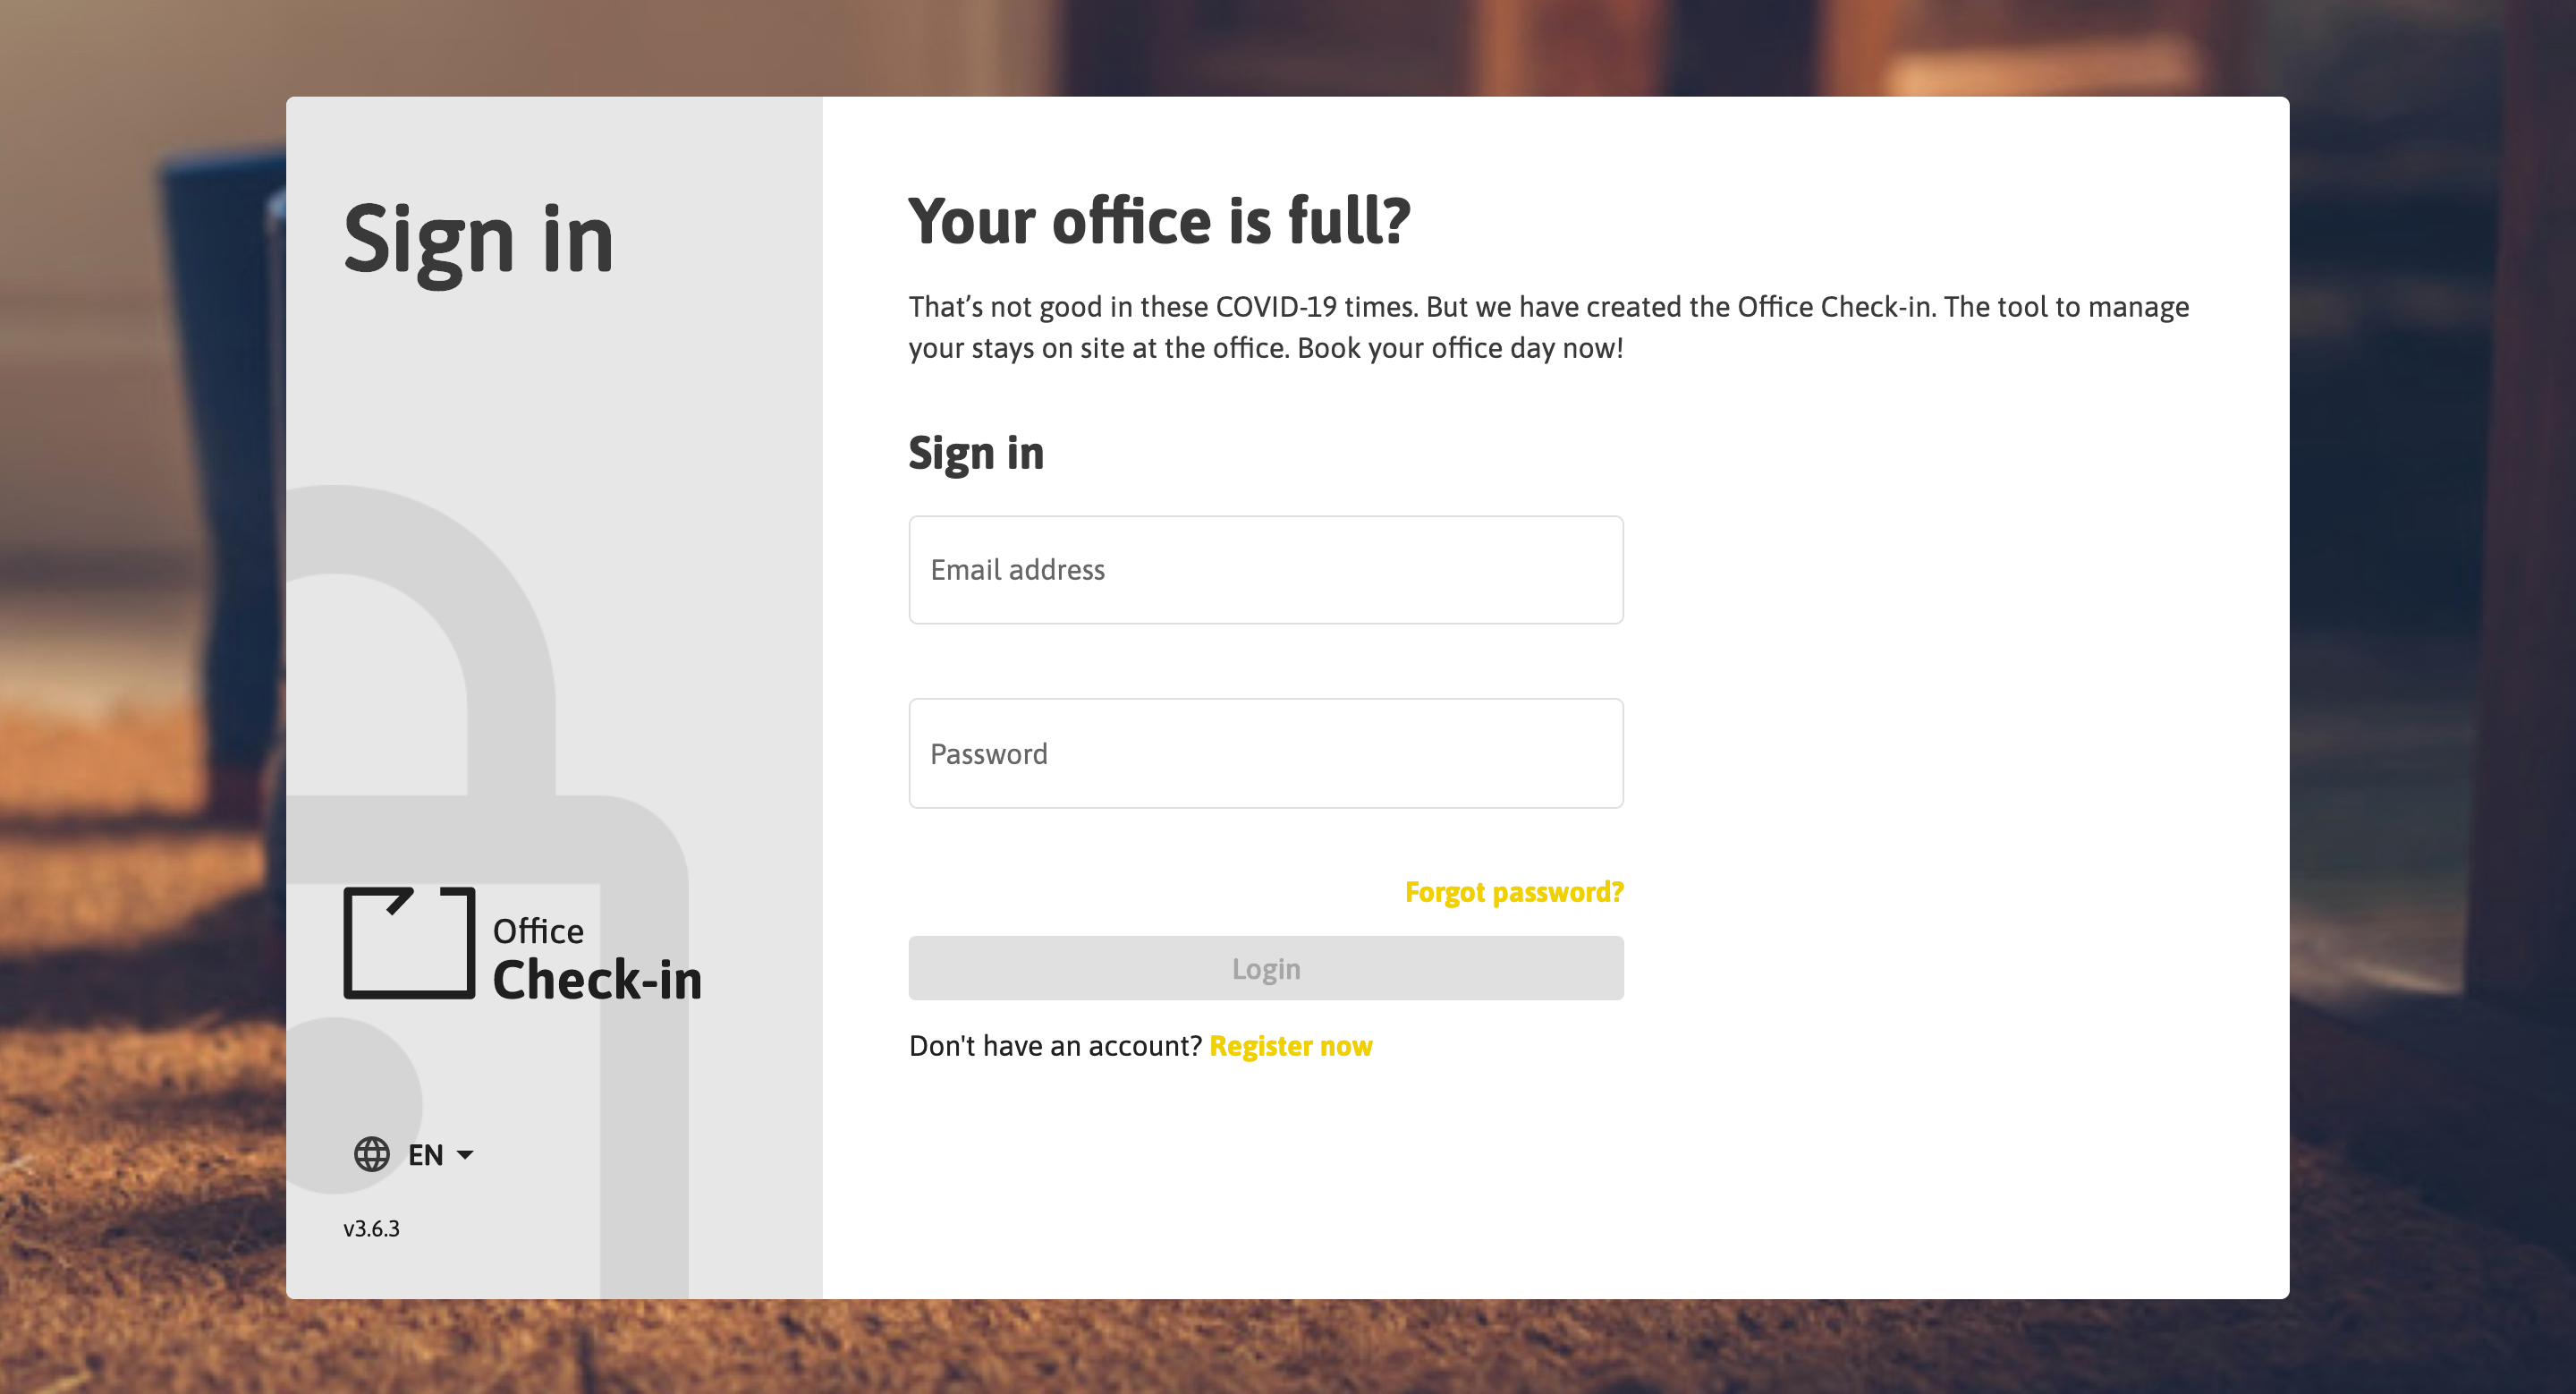 Sign in
Office
Check-in
EN
v3.6.3
Your office is full?
That’s not good in these COVID-19 times. But we have created the Office Check-in. The tool to manage
your stays on site at the office. Book your office day now!
Sign in
Email address
Password
Forgot password?
Login
Don't have an account? Register now